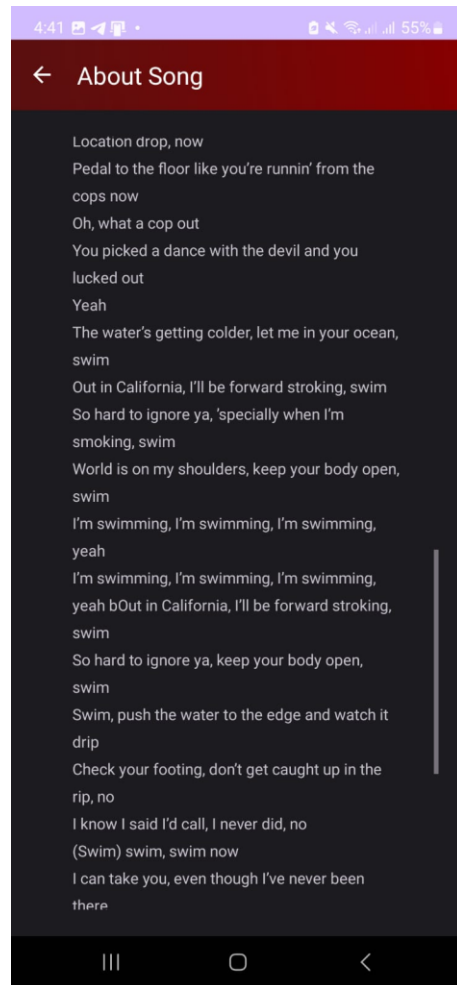 4:41
55%
About Song
Location drop, now
Pedal to the floor like you’re runnin’ from the
cops now
Oh, what a cop out
You picked a dance with the devil and you
lucked out
Yeah
The water’s getting colder, let me in your ocean,
swim
Out in California, I’ll be forward stroking, swim
So hard to ignore ya, ‘specially when I’m
smoking, swim
World is on my shoulders, keep your body open,
swim
I’m swimming, I’m swimming, I’m swimming,
yeah
I’m swimming, I’m swimming, I’m swimming,
yeah bOut in California, I’ll be forward stroking,
swim
So hard to ignore ya, keep your body open,
swim
Swim, push the water to the edge and watch it
drip
Check your footing, don’t get caught up in the
rip, no
I know I said I’d call, I never did, no
(Swim) swim, swim now
I can take you, even though I’ve never been
there